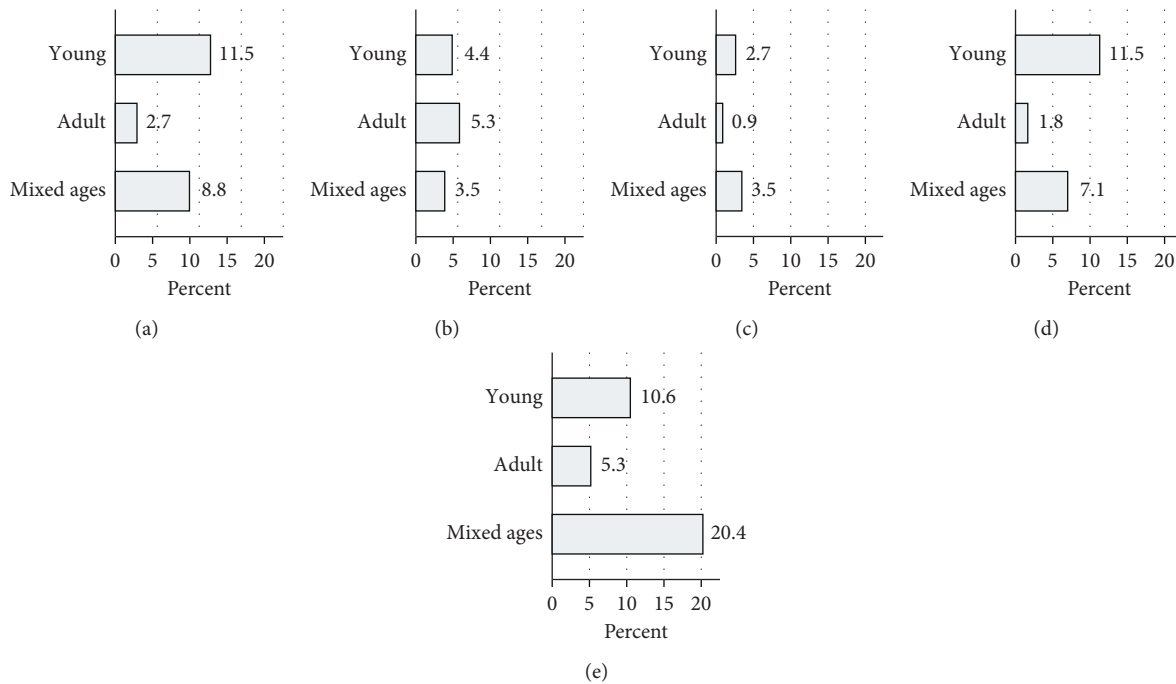 Young
11.5
Adult
2.7
Mixed ages
8.8
0 5 10 15 20
Percent
(a)
Young
4.4
Adult
5.3
Mixed ages
3.5
0 5 10 15 20
Percent
(b)
Young
2.7
Adult
0.9
Mixed ages
3.5
0 5 10 15 20
Percent
(c)
Young
11.5
Adult
1.8
Mixed ages
7.1
0 5 10 15 20
Percent
(d)
Young
10.6
Adult
5.3
Mixed ages
20.4
0 5 10 15 20
Percent
(e)